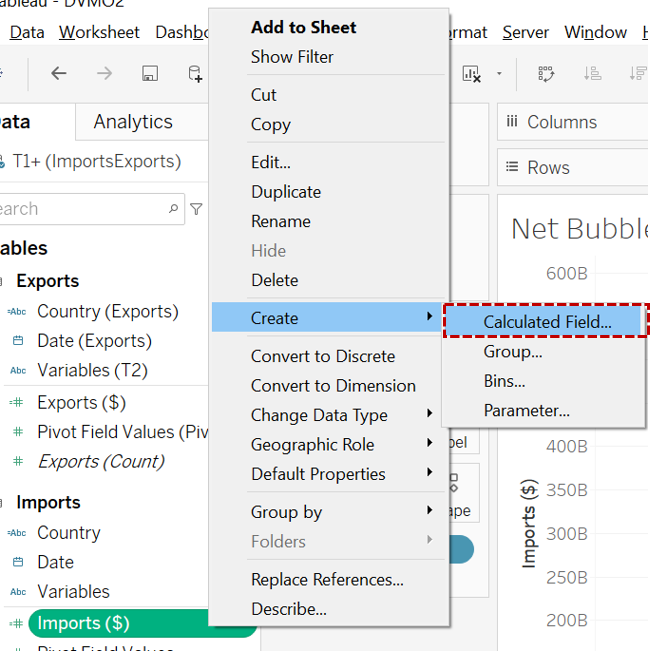 ableau - DVMO2
Data Worksheet Dashbo
rmat Server Window H
ata
Analytics
T1+ (ImportsExports)
earch
ables
Exports
Abc Country (Exports)
Date (Exports)
Abc Variables (T2)
Exports ($)
Pivot Field Values (Piv
Exports (Count)
Imports
Abc Country
Date
Abc Variables
Imports ($)
Pivot Field Values
Add to Sheet
Show Filter
Cut
Copy
Edit...
Duplicate
Rename
Hide
Delete
Create
Convert to Discrete
Convert to Dimension
Change Data Type
Geographic Role
Default Properties
Group by
Folders
Replace References...
Describe...
Calculated Field...
Group...
Bins...
Parameter...
bel
ape
Columns
Rows
Net Bubble
600B
400B
350B
300B
250B
200B
Imports ($)